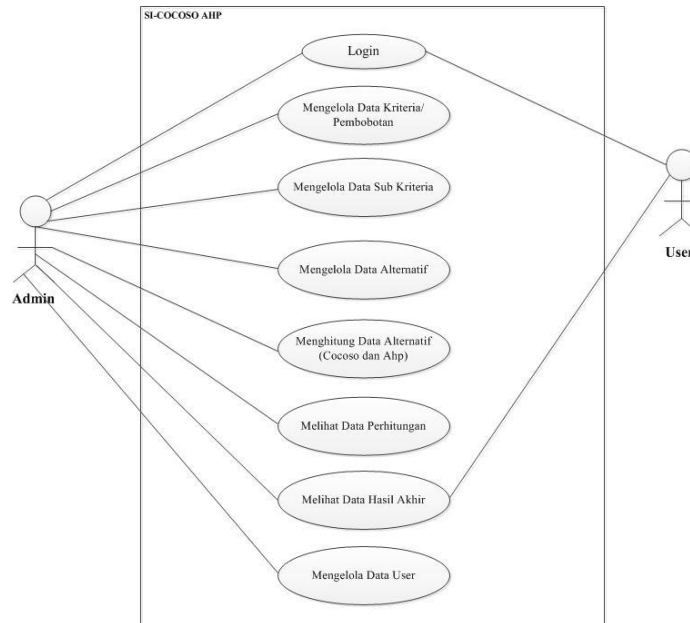 SI-COCOSO AHP
Login
Mengelola Data Kriteria/
Pembobotan
Mengelola Data Sub Kriteria
Mengelola Data Alternatif
Menghitung Data Alternatif
(Cocoso dan Ahp)
Melihat Data Perhitungan
Melihat Data Hasil Akhir
Mengelola Data User
Admin
User